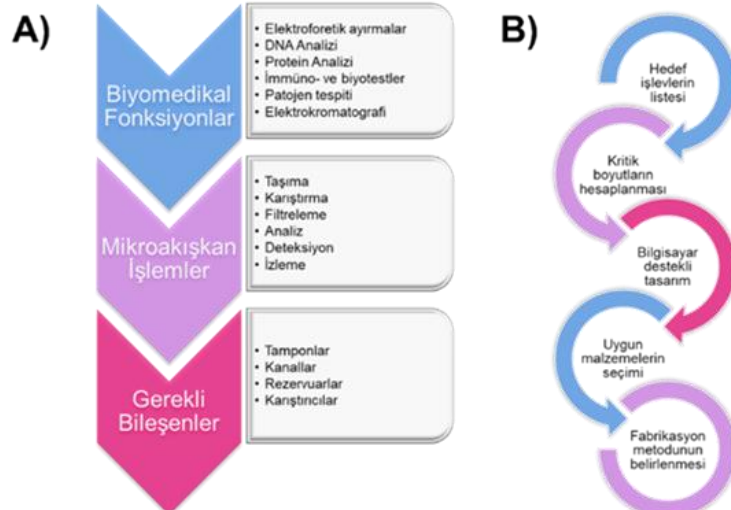 A)
Biyomedikal
Fonksiyonlar
• Elektroforetik ayırmalar
• DNA Analizi
• Protein Analizi
• İmmüno- ve biyotestler
• Patojen tespiti
• Elektrokromatografi
Mikroakışkan
İşlemler
• Taşıma
• Karıştırma
• Filtreleme
• Analiz
• Deteksiyon
• İzleme
Gerekli
Bileşenler
• Tamponlar
• Kanallar
• Rezervuarlar
• Karıştırıcılar
B)
Hedef
işlevlerin
listesi
Kritik
boyutların
hesaplanması
Bilgisayar
destekli
tasarım
Uygun
malzemelerin
seçimi
Fabrikasyon
metodunun
belirlenmesi